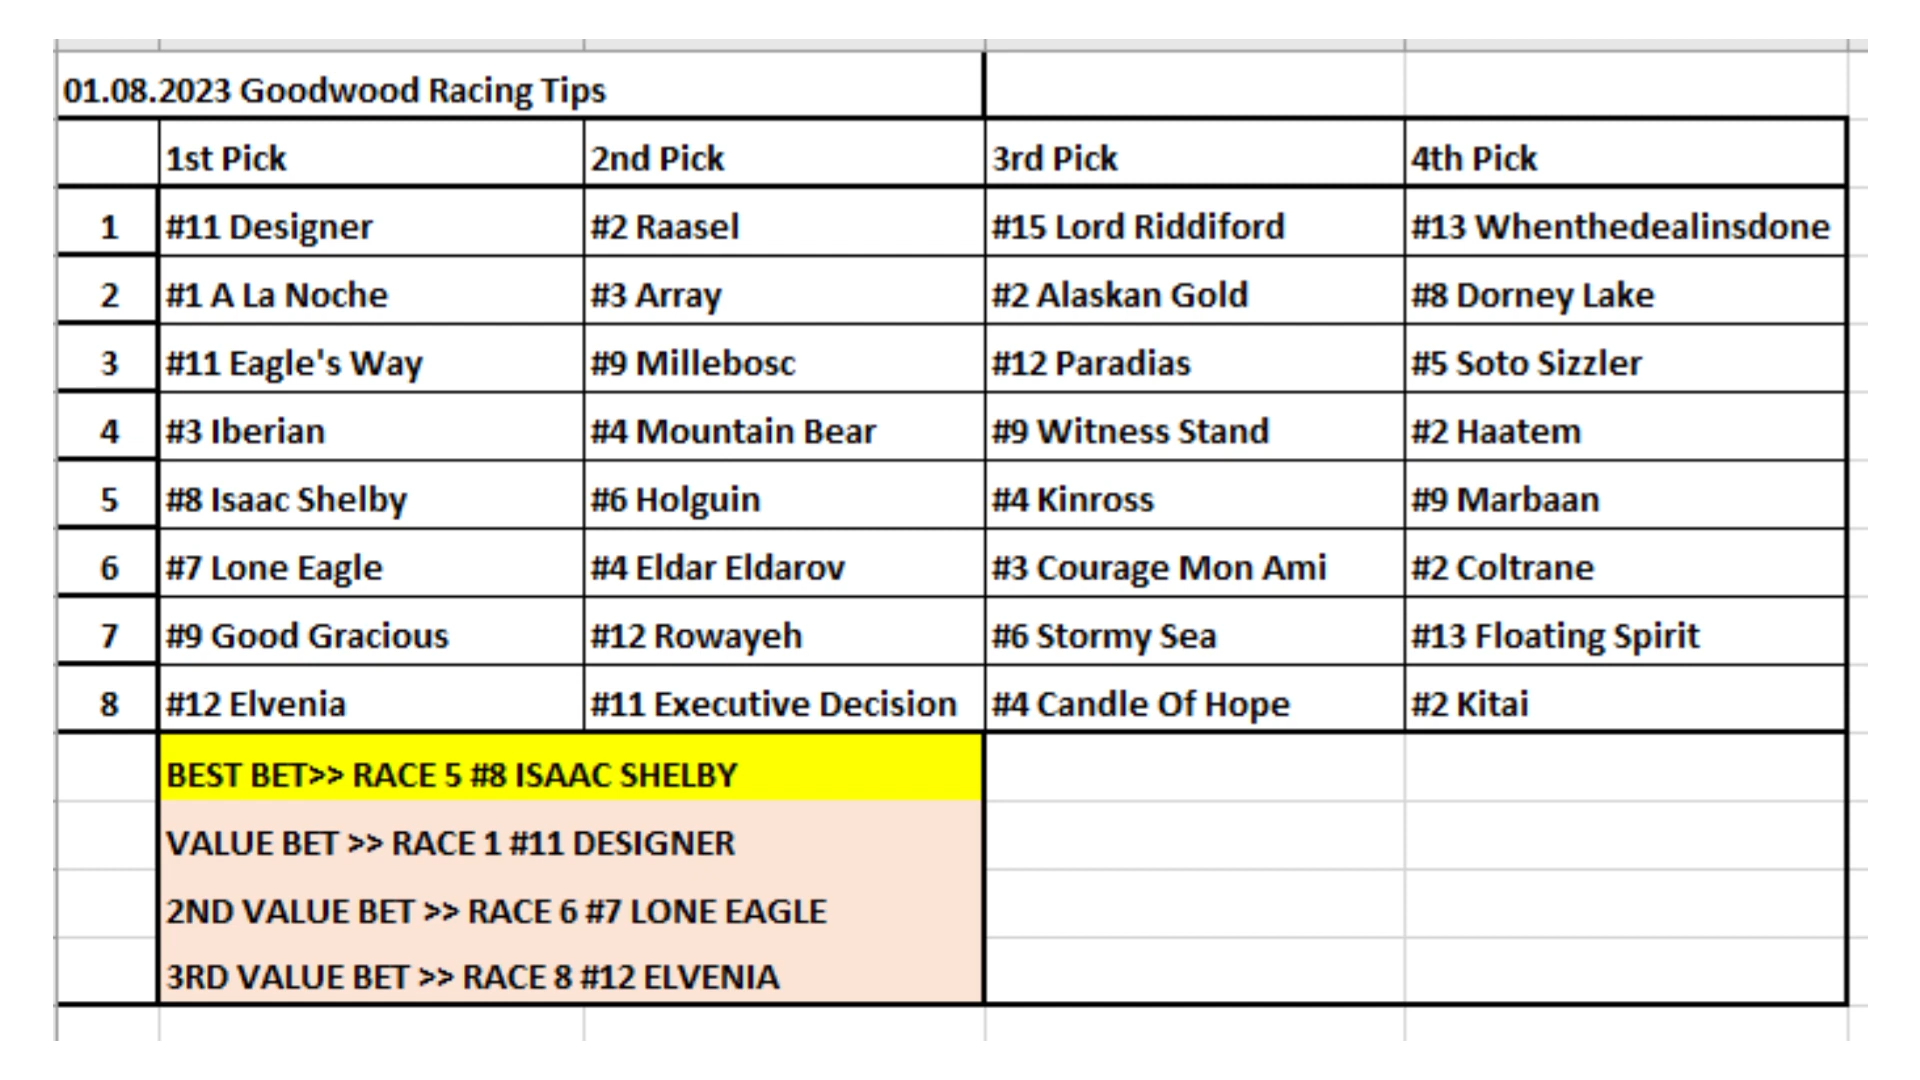 01.08.2023 Goodwood Racing Tips
1st Pick 2nd Pick 3rd Pick 4th Pick
1 #11 Designer #2 Raasel #15 Lord Riddiford #13 Whenthedealinsdone
2 #1 A La Noche #3 Array #2 Alaskan Gold #8 Dorney Lake
3 #11 Eagle's Way #9 Millebosc #12 Paradias #5 Soto Sizzler
4 #3 Iberian #4 Mountain Bear #9 Witness Stand #2 Haatem
5 #8 Isaac Shelby #6 Holguin #4 Kinross #9 Marbaan
6 #7 Lone Eagle #4 Eldar Eldarov #3 Courage Mon Ami #2 Coltrane
7 #9 Good Gracious #12 Rowayeh #6 Stormy Sea #13 Floating Spirit
8 #12 Elvenia #11 Executive Decision #4 Candle Of Hope #2 Kitai
BEST BET>> RACE 5 #8 ISAAC SHELBY
VALUE BET >> RACE 1 #11 DESIGNER
2ND VALUE BET >> RACE 6 #7 LONE EAGLE
3RD VALUE BET >> RACE 8 #12 ELVENIA